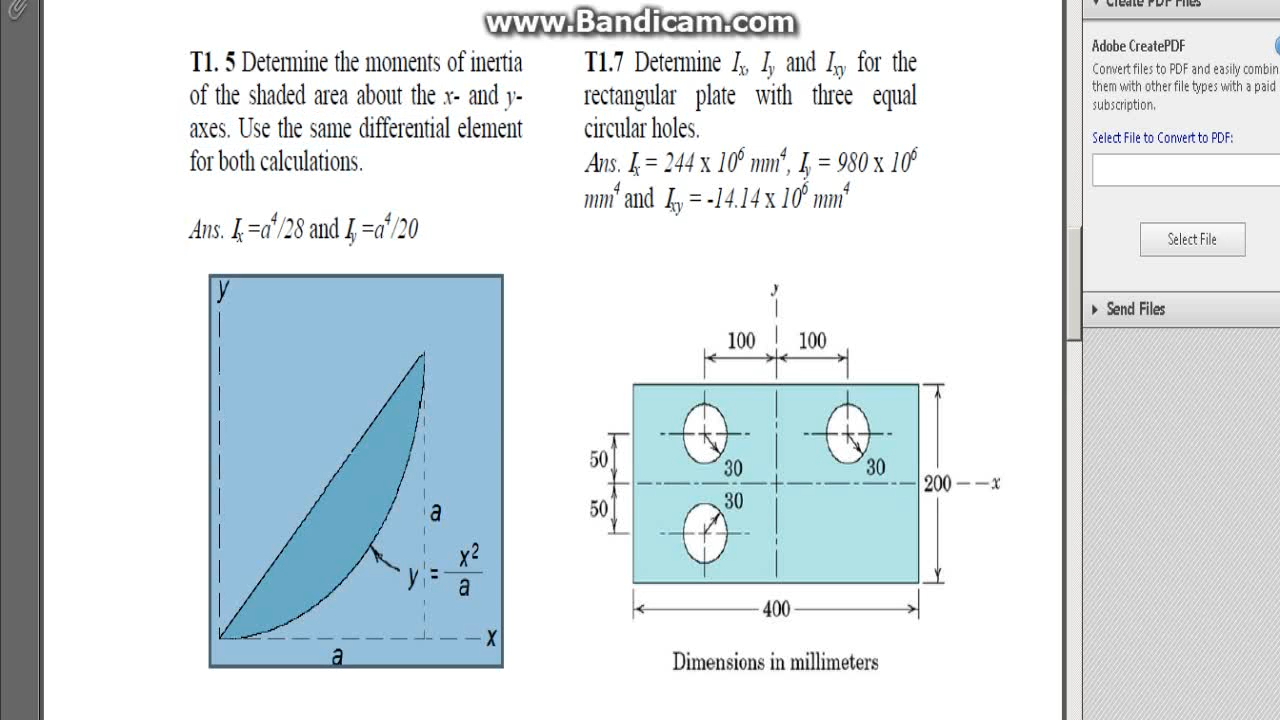 www.Bandicam.com
Create PDF Files
Adobe CreatePDF
Convert files to PDF and easily combin
them with other file types with a paid
subscription.
Select File to Convert to PDF:
Select File
Send Files
T1. 5 Determine the moments of inertia
of the shaded area about the x- and y-
axes. Use the same differential element
for both calculations.
Ans. Ix =a⁴/28 and Iy =a⁴/20
y
a
y = x²/a
x
a
T1.7 Determine Ix, Iy and Ixy for the
rectangular plate with three equal
circular holes.
Ans. Ix = 244 x 10⁶ mm⁴, Iy = 980 x 10⁶
mm⁴ and Ixy = -14.14 x 10⁶ mm⁴
y
100 100
50 30 30
200 x
50 30
400
Dimensions in millimeters